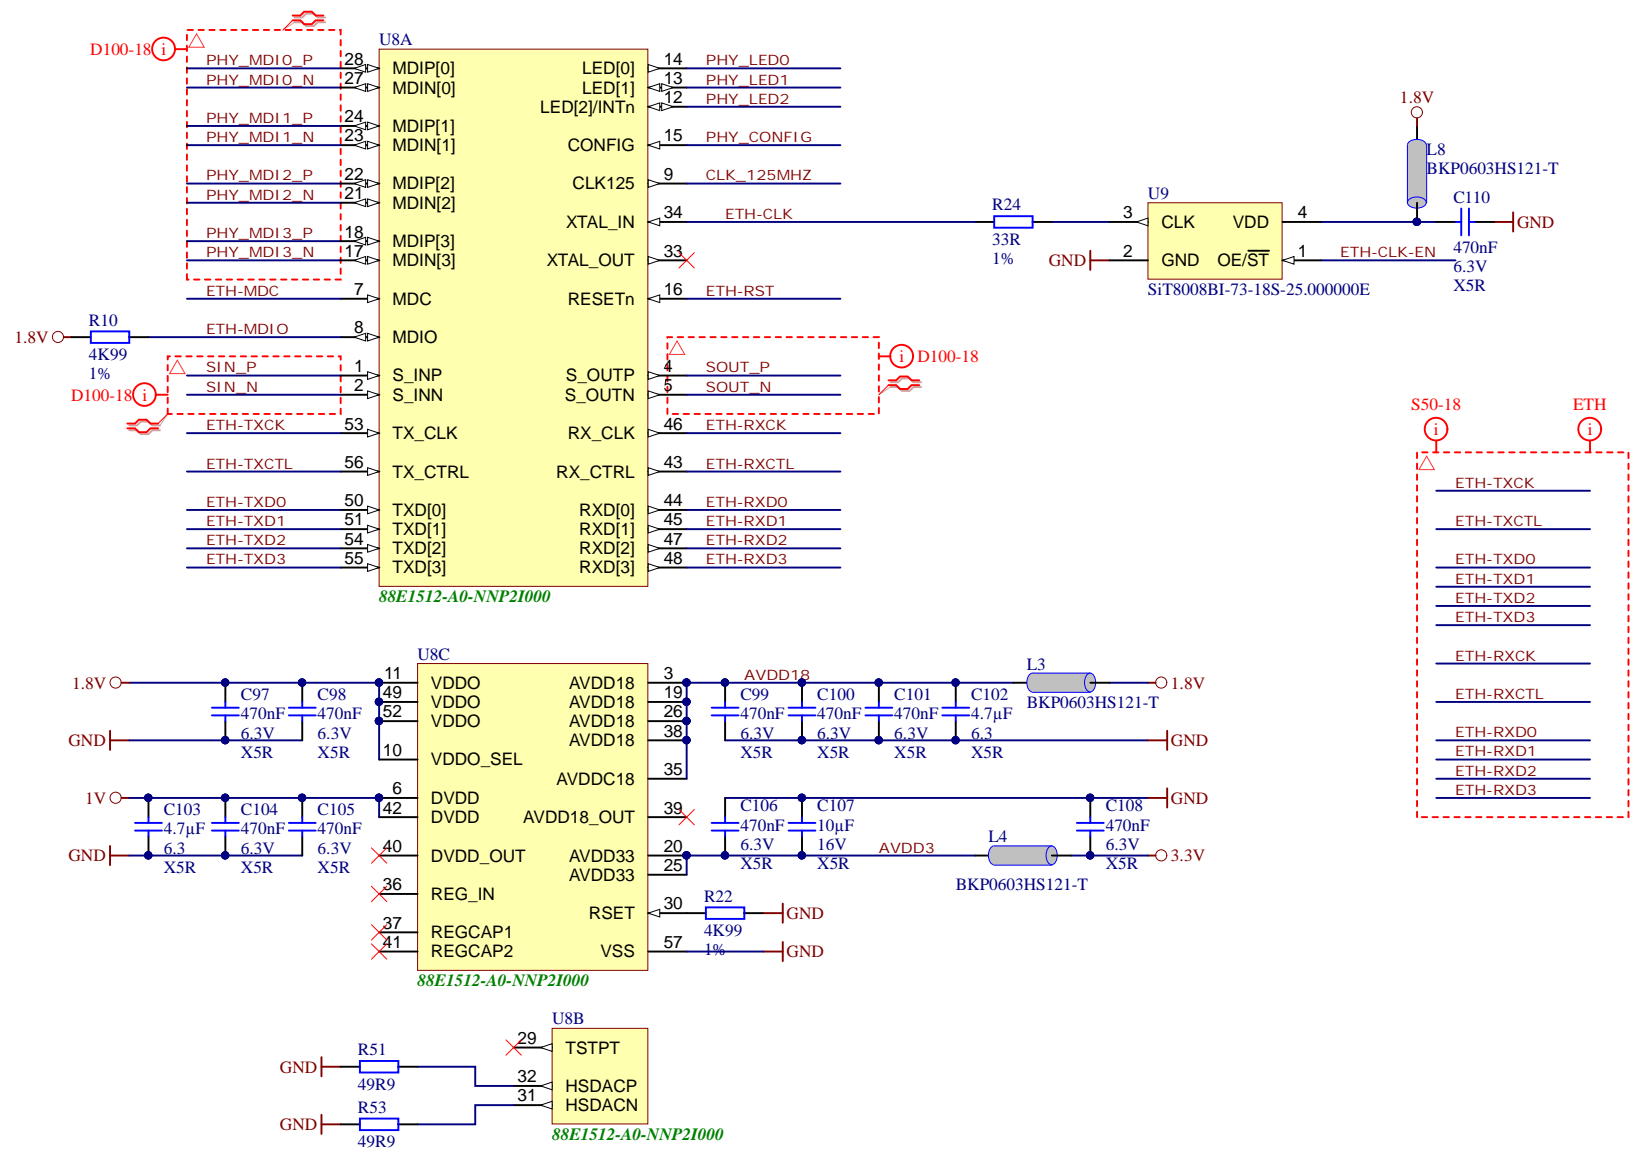 U8A
D100-18
PHY_MDI0_P 28 MDIP[0]
PHY_MDI0_N 27 MDIN[0]
PHY_MDI1_P 24 MDIP[1]
PHY_MDI1_N 23 MDIN[1]
PHY_MDI2_P 22 MDIP[2]
PHY_MDI2_N 21 MDIN[2]
PHY_MDI3_P 18 MDIP[3]
PHY_MDI3_N 17 MDIN[3]
ETH-MDC 7 MDC
1.8V R10 4K99 1% ETH-MDIO 8 MDIO
SIN_P 1 S_INP
SIN_N 2 S_INN
D100-18
ETH-TXCK 53 TX_CLK
ETH-TXCTL 56 TX_CTRL
ETH-TXD0 50 TXD[0]
ETH-TXD1 51 TXD[1]
ETH-TXD2 54 TXD[2]
ETH-TXD3 55 TXD[3]
LED[0] 14 PHY_LED0
LED[1] 13 PHY_LED1
LED[2]/INTn 12 PHY_LED2
CONFIG 15 PHY_CONFIG
CLK125 9 CLK_125MHZ
XTAL_IN 34 ETH-CLK
XTAL_OUT 33
RESETn 16 ETH-RST
S_OUTP 4 SOUT_P
S_OUTN 5 SOUT_N
D100-18
RX_CLK 46 ETH-RXCK
RX_CTRL 43 ETH-RXCTL
RXD[0] 44 ETH-RXD0
RXD[1] 45 ETH-RXD1
RXD[2] 47 ETH-RXD2
RXD[3] 48 ETH-RXD3
88E1512-A0-NNP2I000
R24
33R
1%
U9
3 CLK VDD 4
GND 2 GND OE/ST 1 ETH-CLK-EN
SiT8008BI-73-18S-25.000000E
1.8V
L8
BKP0603HS121-T
C110
GND
470nF
6.3V
X5R
S50-18 ETH
ETH-TXCK
ETH-TXCTL
ETH-TXD0
ETH-TXD1
ETH-TXD2
ETH-TXD3
ETH-RXCK
ETH-RXCTL
ETH-RXD0
ETH-RXD1
ETH-RXD2
ETH-RXD3
U8C
1.8V
GND
C97
470nF
6.3V
X5R
C98
470nF
6.3V
X5R
11 VDDO
49 VDDO
52 VDDO
10 VDDO_SEL
1V
GND
C103
4.7µF
6.3
X5R
C104
470nF
6.3V
X5R
C105
470nF
6.3V
X5R
6 DVDD
42 DVDD
40 DVDD_OUT
36 REG_IN
37 REGCAP1
41 REGCAP2
AVDD18 3
AVDD18 19
AVDD18 26
AVDD18 38
AVDDC18 35
AVDD18_OUT 39
AVDD33 20
AVDD33 25
RSET 30
VSS 57
AVDD18
C99
470nF
6.3V
X5R
C100
470nF
6.3V
X5R
C101
470nF
6.3V
X5R
C102
4.7µF
6.3
X5R
L3
BKP0603HS121-T
1.8V
GND
C106
470nF
6.3V
X5R
C107
10µF
16V
X5R
AVDD3
L4
BKP0603HS121-T
C108
470nF
6.3V
X5R
GND
3.3V
R22
4K99
1%
GND
GND
88E1512-A0-NNP2I000
U8B
29 TSTPT
32 HSDACP
31 HSDACN
GND
R51
49R9
GND
R53
49R9
88E1512-A0-NNP2I000